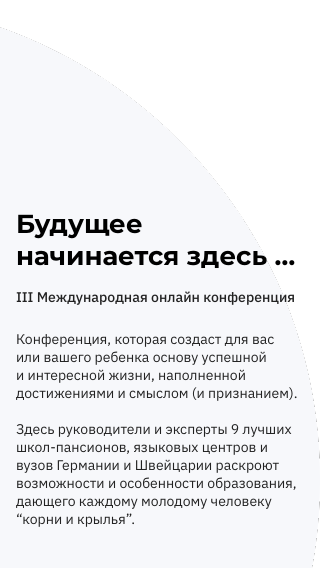 Будущее
начинается здесь ...
III Международная онлайн конференция
Конференция, которая создаст для вас
или вашего ребенка основу успешной
и интересной жизни, наполненной
достижениями и смыслом (и признанием).
Здесь руководители и эксперты 9 лучших
школ-пансионов, языковых центров и
вузов Германии и Швейцарии раскроют
возможности и особенности образования,
дающего каждому молодому человеку
“корни и крылья”.